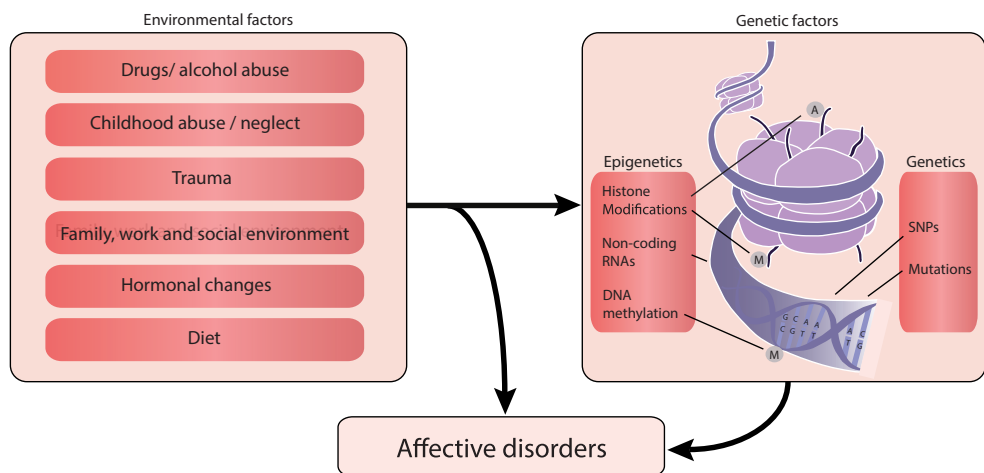 Environmental factors
Drugs/ alcohol abuse
Childhood abuse / neglect
Trauma
Family, work and social environment
Hormonal changes
Diet
Genetic factors
A
Epigenetics
Histone
Modifications
Non-coding
RNAs
DNA
methylation
M
M
G C A A
C G T T
A C
T G
Genetics
SNPs
Mutations
Affective disorders